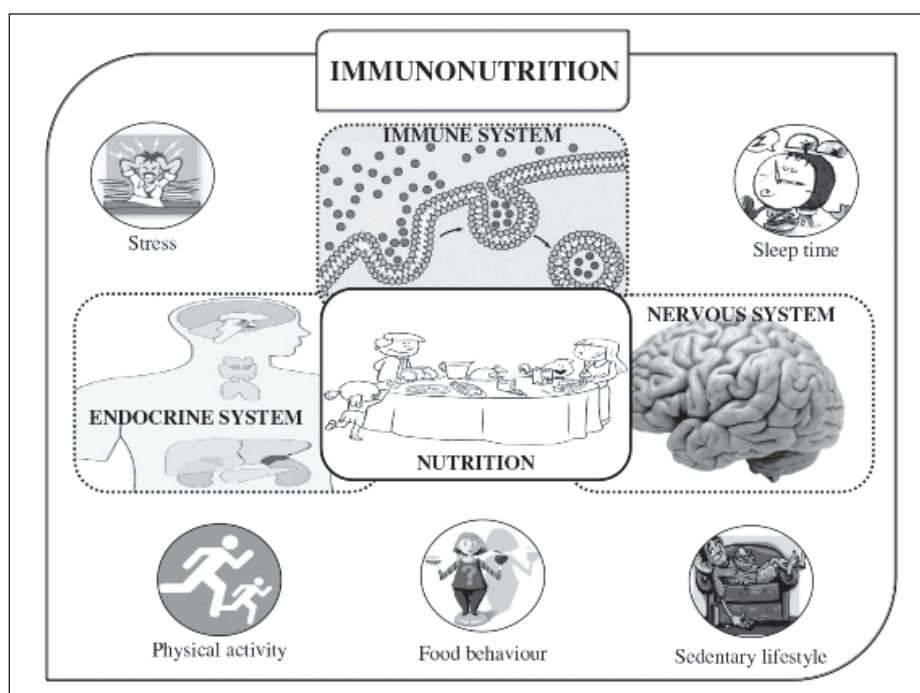 IMMUNONUTRITION
IMMUNE SYSTEM
Stress
Sleep time
NERVOUS SYSTEM
ENDOCRINE SYSTEM
NUTRITION
?
Physical activity
Food behaviour
Sedentary lifestyle